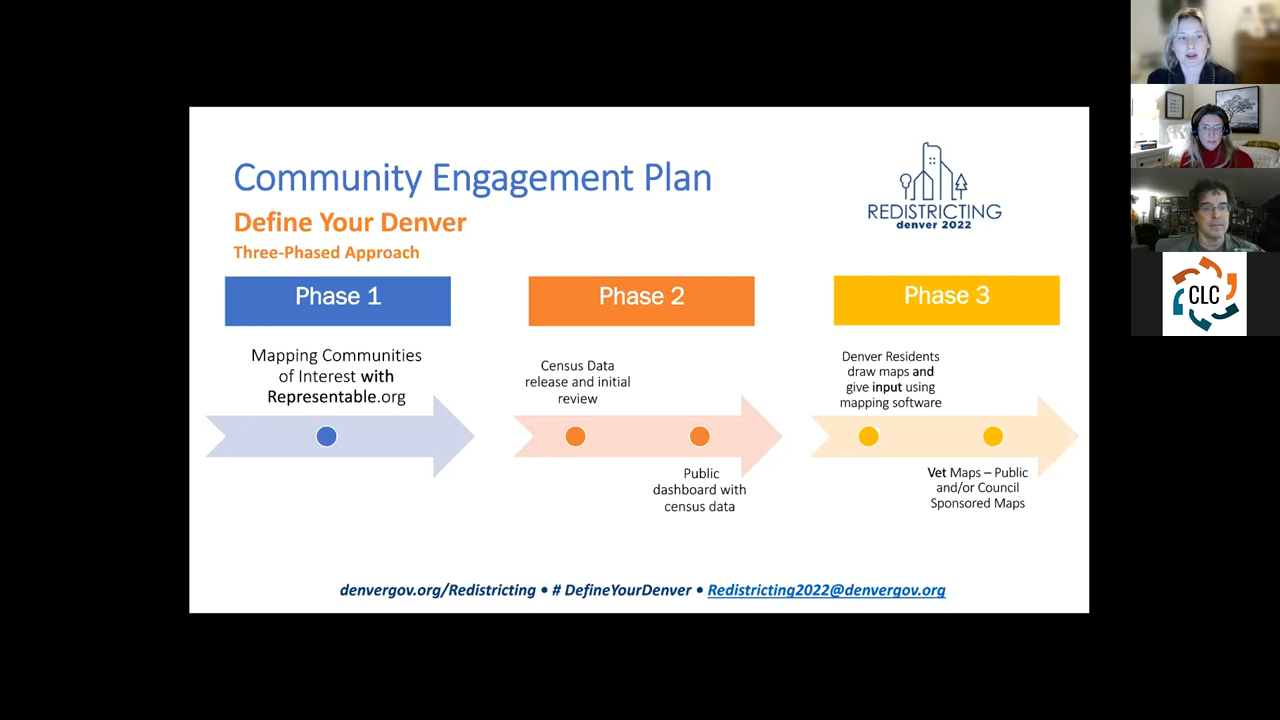 Community Engagement Plan
Define Your Denver
Three-Phased Approach
REDISTRICTING
denver 2022
Phase 1
Mapping Communities
of Interest with
Representable.org
Phase 2
Census Data
release and initial
review
Public
dashboard with
census data
Phase 3
Denver Residents
draw maps and
give input using
mapping software
Vet Maps – Public
and/or Council
Sponsored Maps
denvergov.org/Redistricting • # DefineYourDenver • Redistricting2022@denvergov.org
CLC